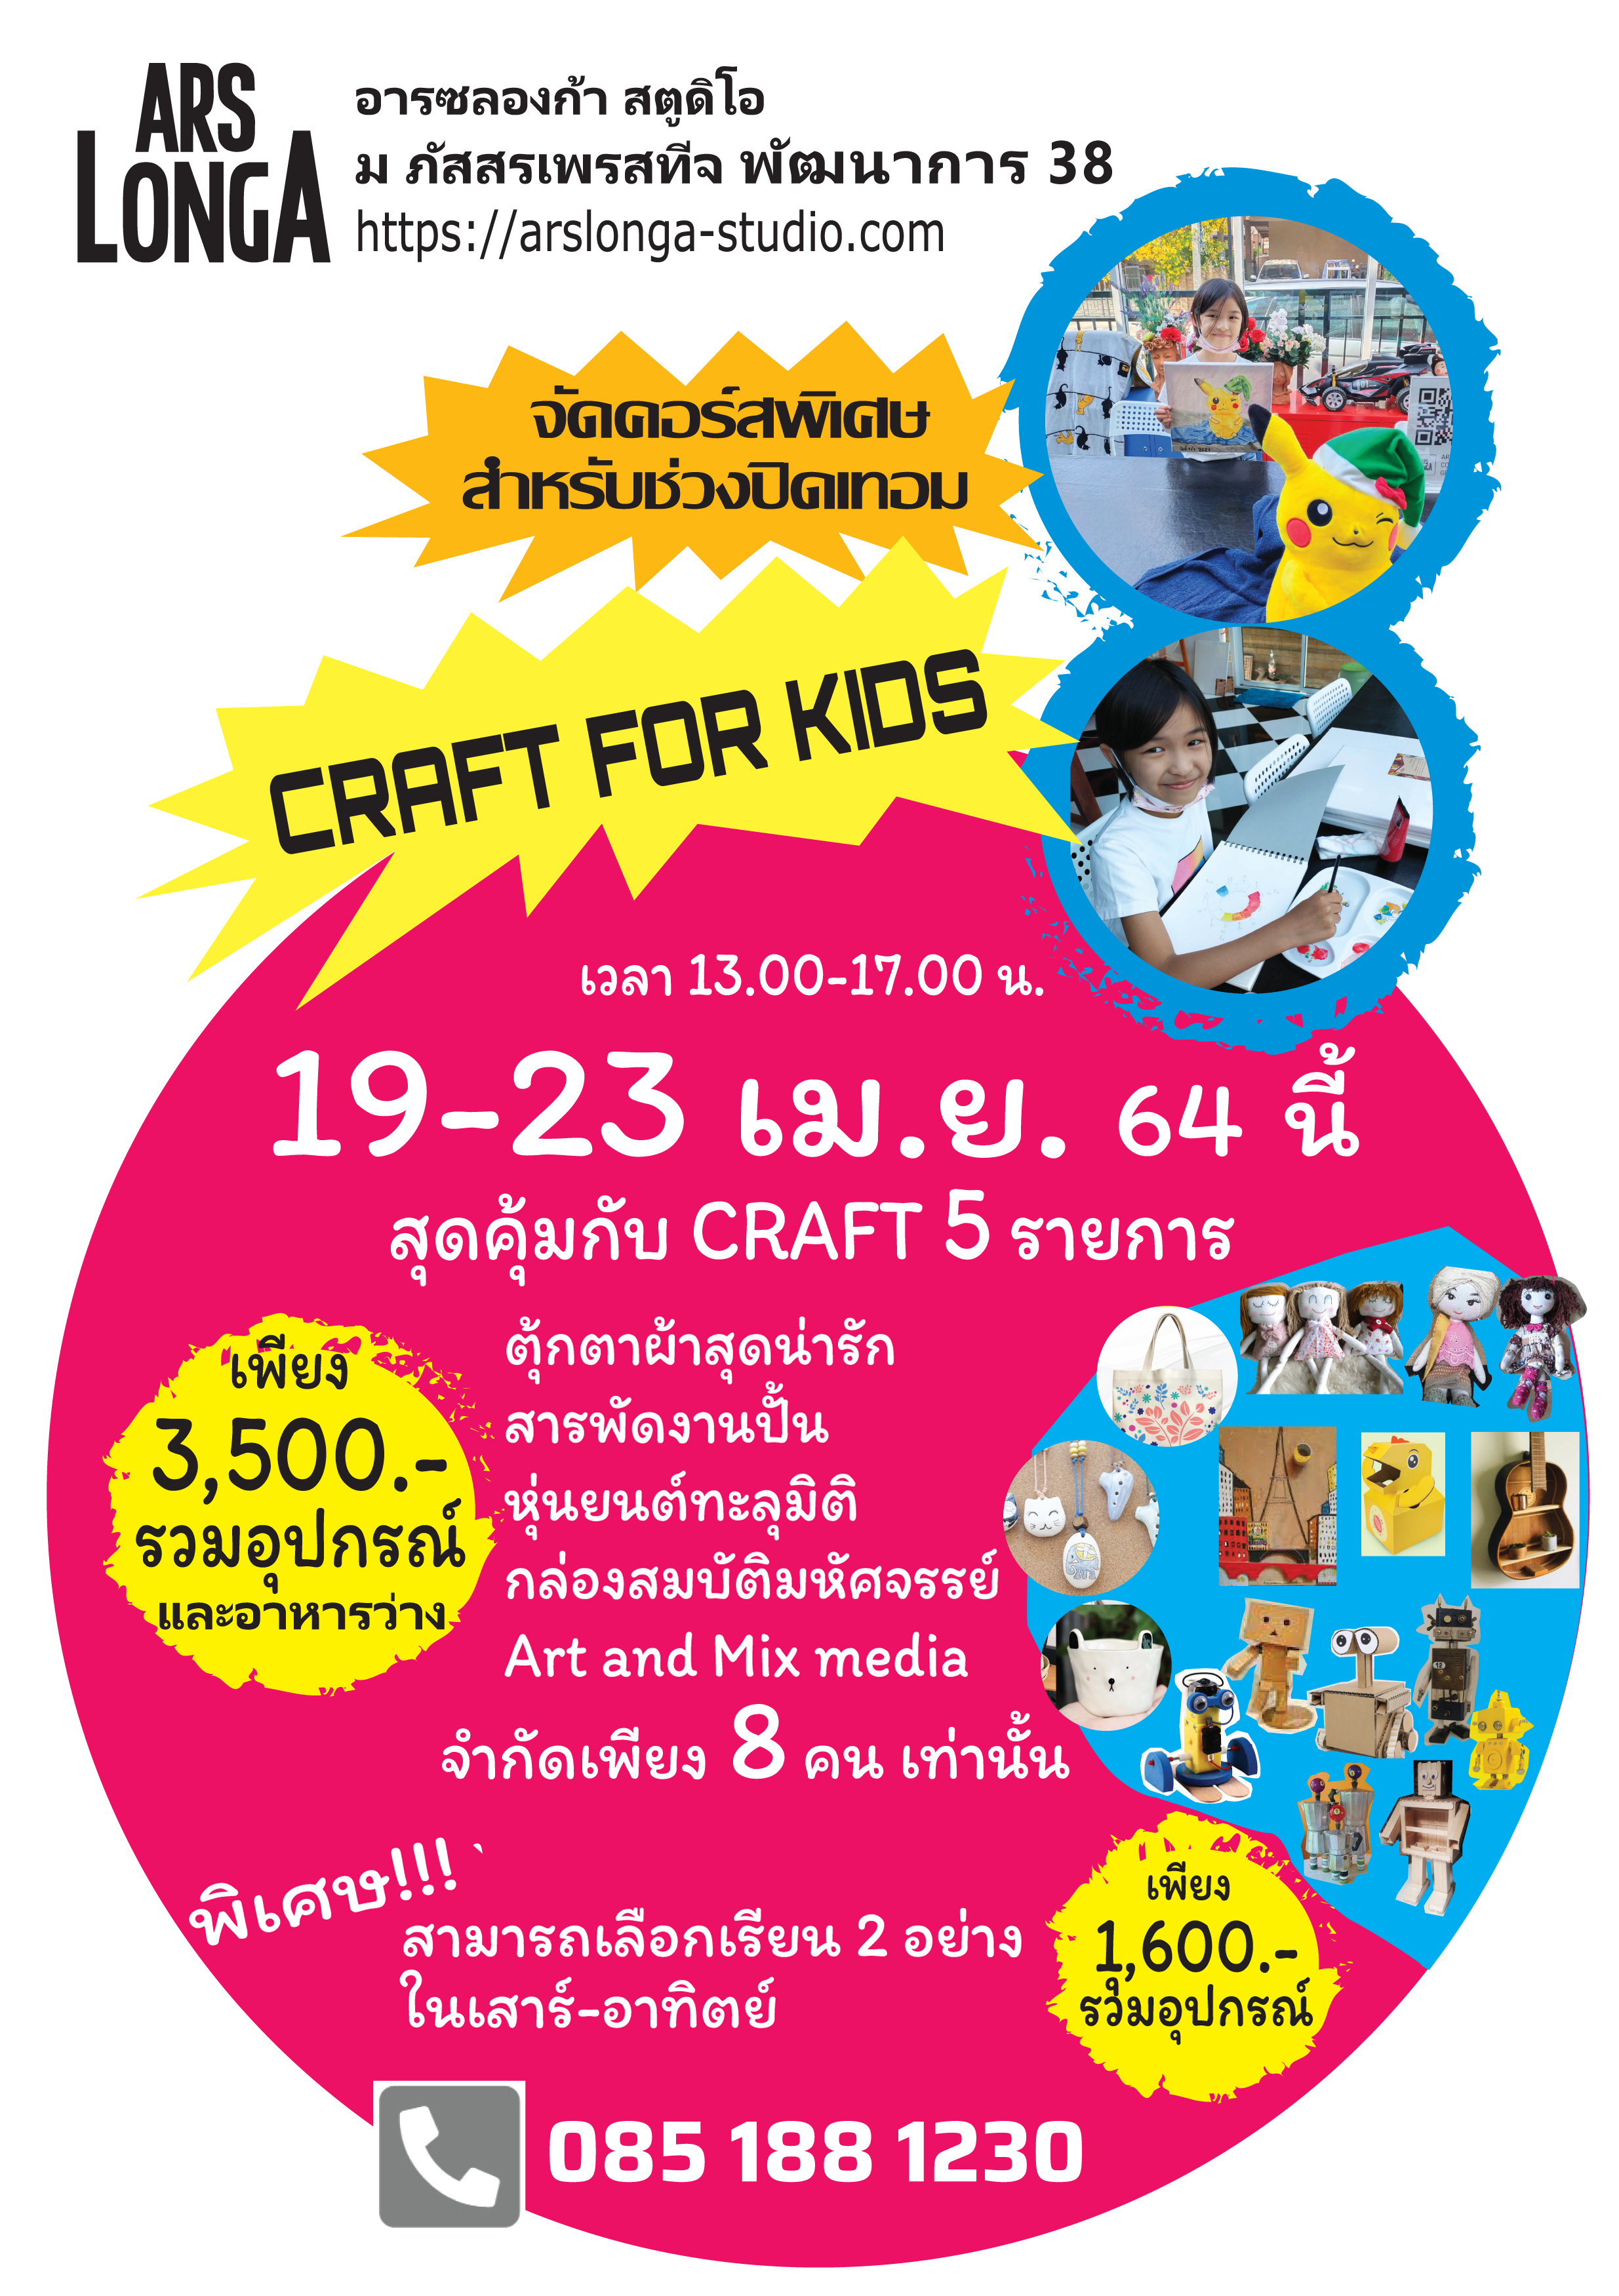 ARS
LONGA
อารซลองก้า สตูดิโอ
ม ภัสสรเพรสทีจ พัฒนาการ 38
https://arslonga-studio.com
จัดคอร์สพิเศษ
สำหรับช่วงปิดเทอม
CRAFT FOR KIDS
เวลา 13.00-17.00 น.
19-23 เม.ย. 64 นี้
สุดคุ้มกับ CRAFT 5 รายการ
เพียง
3,500.-
รวมอุปกรณ์
และอาหารว่าง
ตุ้กตาผ้าสุดน่ารัก
สารพัดงานปั้น
หุ่นยนต์ทะลุมิติ
กล่องสมบัติมหัศจรรย์
Art and Mix media
จำกัดเพียง 8 คน เท่านั้น
พิเศษ!!!
สามารถเลือกเรียน 2 อย่าง
ในเสาร์-อาทิตย์
เพียง
1,600.-
รวมอุปกรณ์
085 188 1230